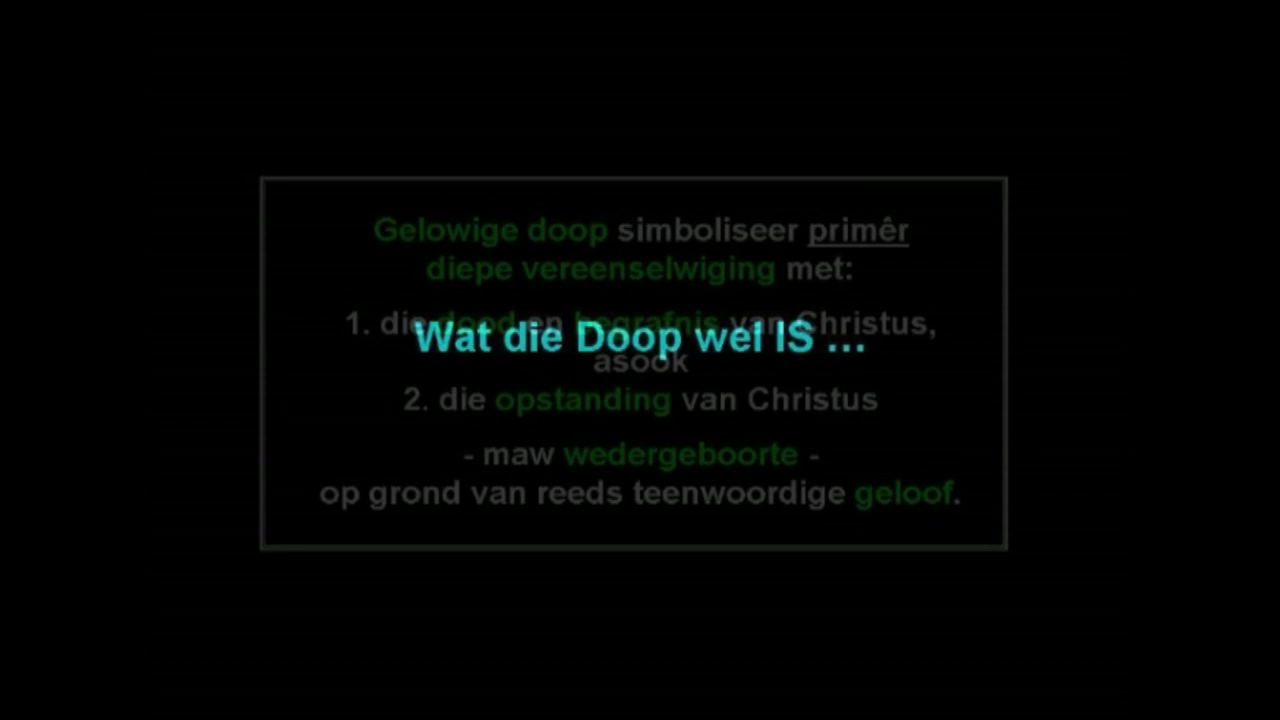 Gelowige doop simboliseer primêr
diepe vereenselwiging met:
1. die dood en begrafnis van Christus,
Wat die Doop wel IS ...
asook
2. die opstanding van Christus
- maw wedergeboorte -
op grond van reeds teenwoordige geloof.